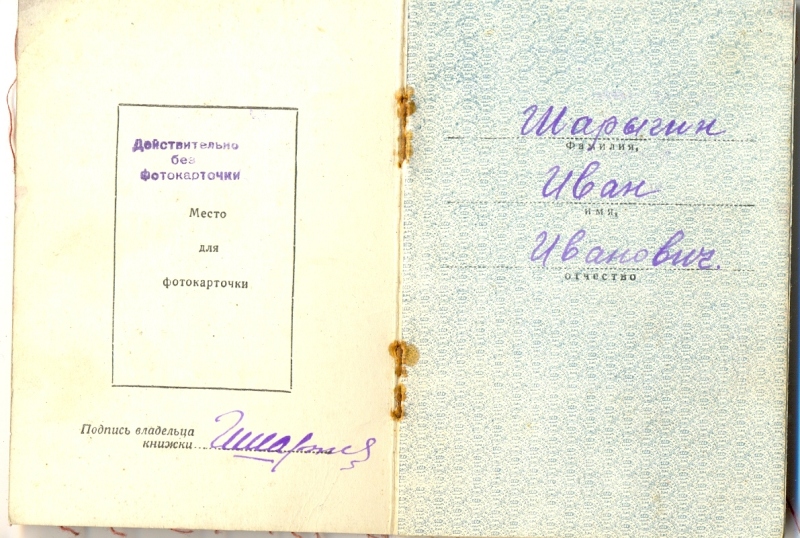 Действительно
без
фотокарточки
Место
для
фотокарточки
Подпись владельца
книжки
Шарыгин
Фамилия,
Иван
имя,
Иванович.
отчество